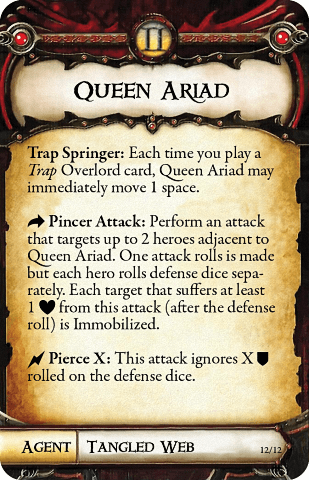 II
QUEEN ARIAD
Trap Springer: Each time you play a
Trap Overlord card, Queen Ariad may
immediately move 1 space.
Pincer Attack: Perform an attack
that targets up to 2 heroes adjacent to
Queen Ariad. One attack rolls is made
but each hero rolls defense dice sepa-
rately. Each target that suffers at least
1 from this attack (after the defense
roll) is Immobilized.
Pierce X: This attack ignores X
rolled on the defense dice.
AGENT TANGLED WEB 12/12